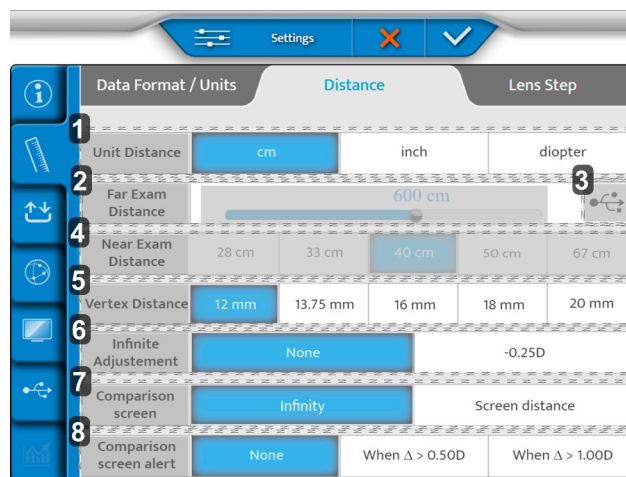 Settings
Data Format / Units
Distance
Lens Step
1
Unit Distance
cm
inch
diopter
2
3
Far Exam
Distance
600 cm
4
Near Exam
Distance
28 cm
33 cm
40 cm
50 cm
67 cm
5
Vertex Distance
12 mm
13.75 mm
16 mm
18 mm
20 mm
6
Infinite
Adjustement
None
-0.25D
7
Comparison
screen
Infinity
Screen distance
8
Comparison
screen alert
None
When Δ > 0.50D
When Δ > 1.00D